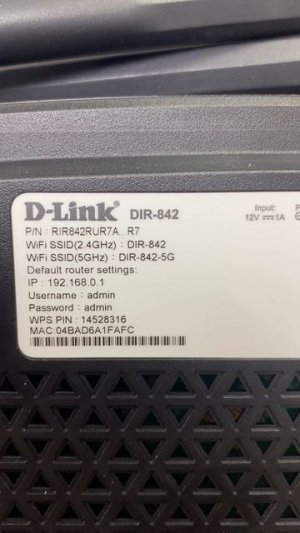 D-Link DIR-842
Input:
12V ⎓ 1A
P/N : RIR842RUR7A...R7
WiFi SSID(2.4GHz) : DIR-842
WiFi SSID(5GHz) : DIR-842-5G
Default router settings:
IP : 192.168.0.1
Username : admin
Password : admin
WPS PIN : 14528316
MAC:04BAD6A1FAFC